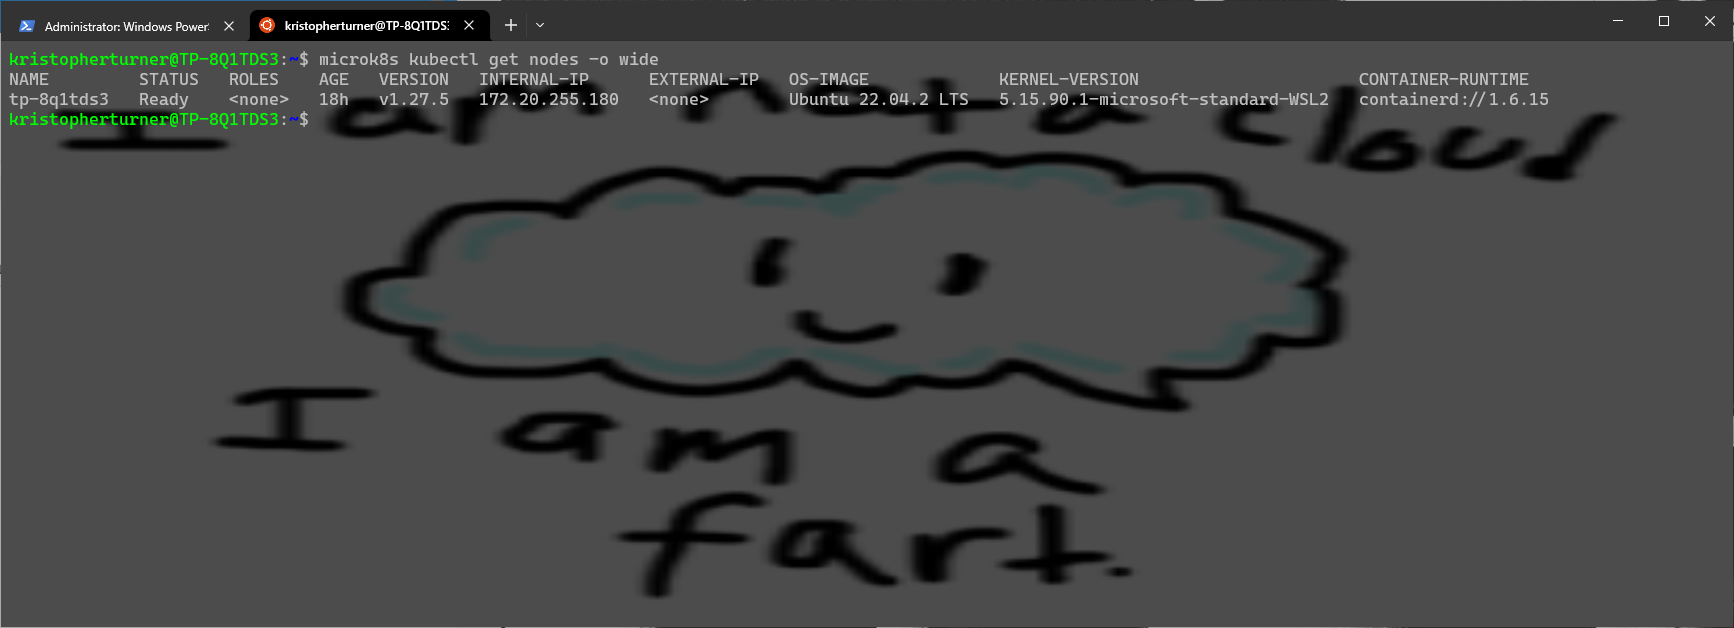 Administrator: Windows Power
kristopherturner@TP-8Q1TDS3:
kristopherturner@TP-8Q1TDS3:~$ microk8s kubectl get nodes -o wide
NAME STATUS ROLES AGE VERSION INTERNAL-IP EXTERNAL-IP OS-IMAGE KERNEL-VERSION CONTAINER-RUNTIME
tp-8q1tds3 Ready <none> 18h v1.27.5 172.20.255.180 <none> Ubuntu 22.04.2 LTS 5.15.90.1-microsoft-standard-WSL2 containerd://1.6.15
kristopherturner@TP-8Q1TDS3:~$
I am not a cloud
I am a
fart.